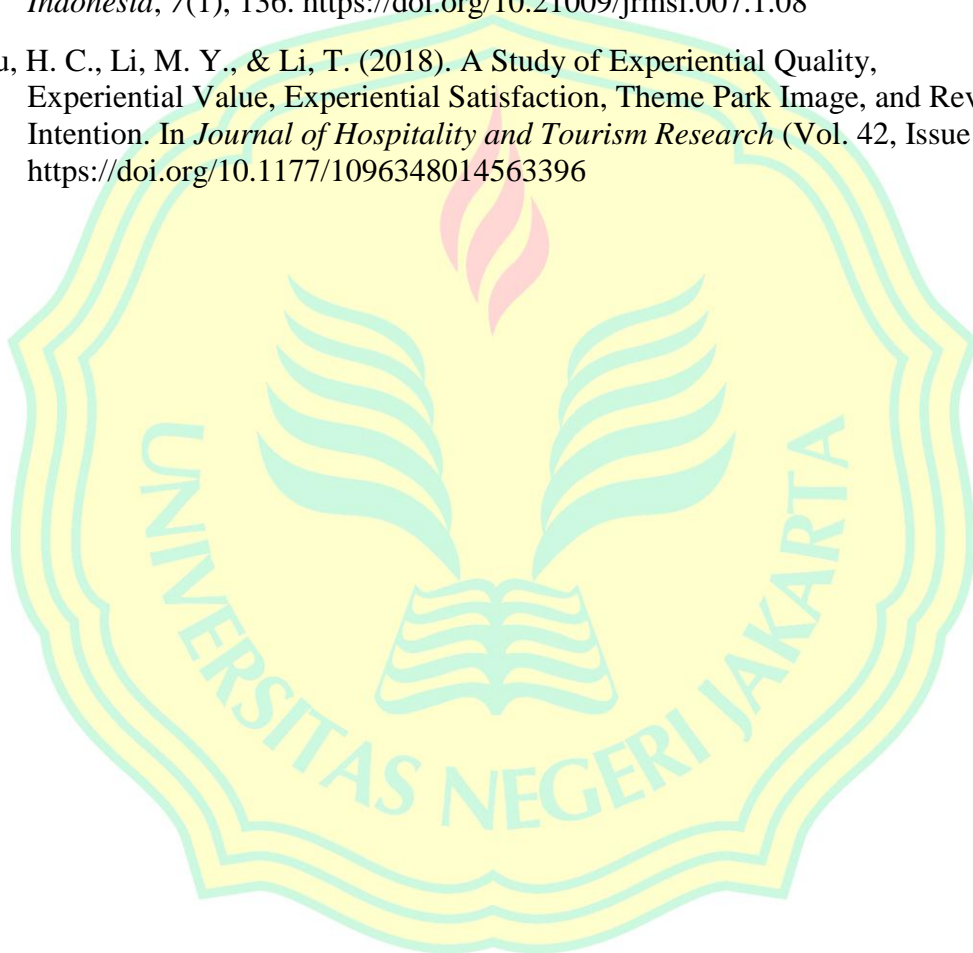 Indonesia, 7(1), 136. https://doi.org/10.21009/jrmsi.007.1.08
u, H. C., Li, M. Y., & Li, T. (2018). A Study of Experiential Quality,
Experiential Value, Experiential Satisfaction, Theme Park Image, and Rev
Intention. In Journal of Hospitality and Tourism Research (Vol. 42, Issue
https://doi.org/10.1177/1096348014563396
UNIVERSITAS NEGERI JAKARTA